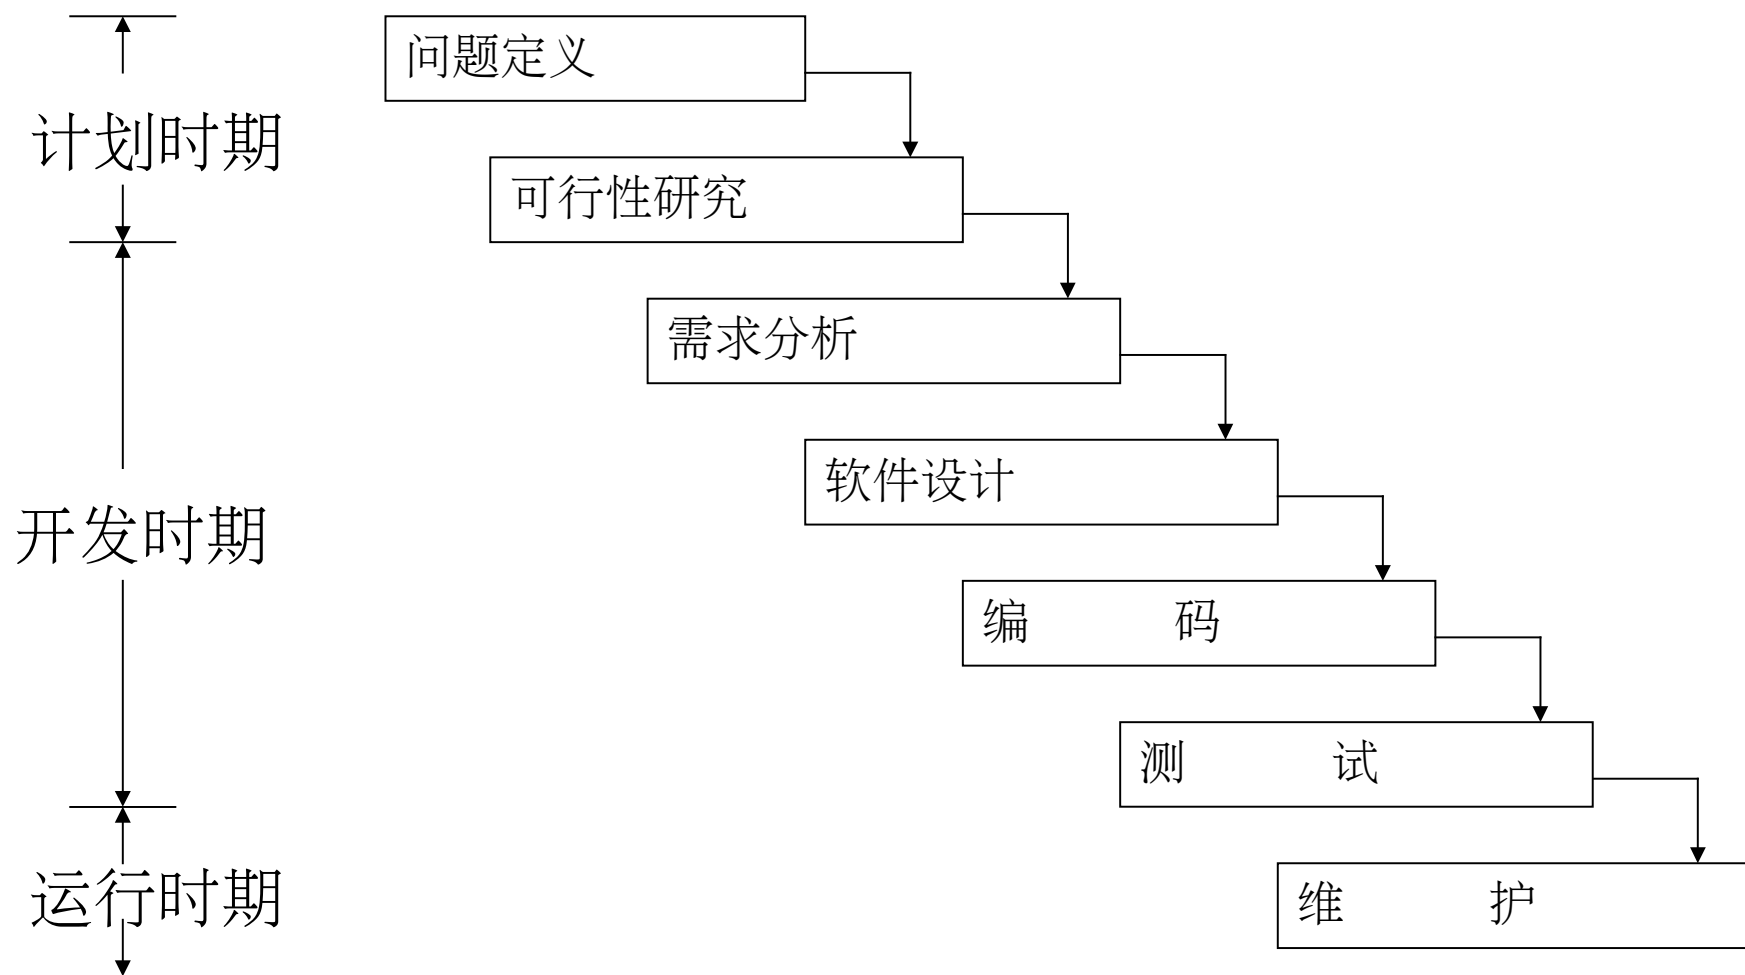 问题定义
计划时期
可行性研究
需求分析
软件设计
开发时期
编 码
测 试
运行时期
维 护